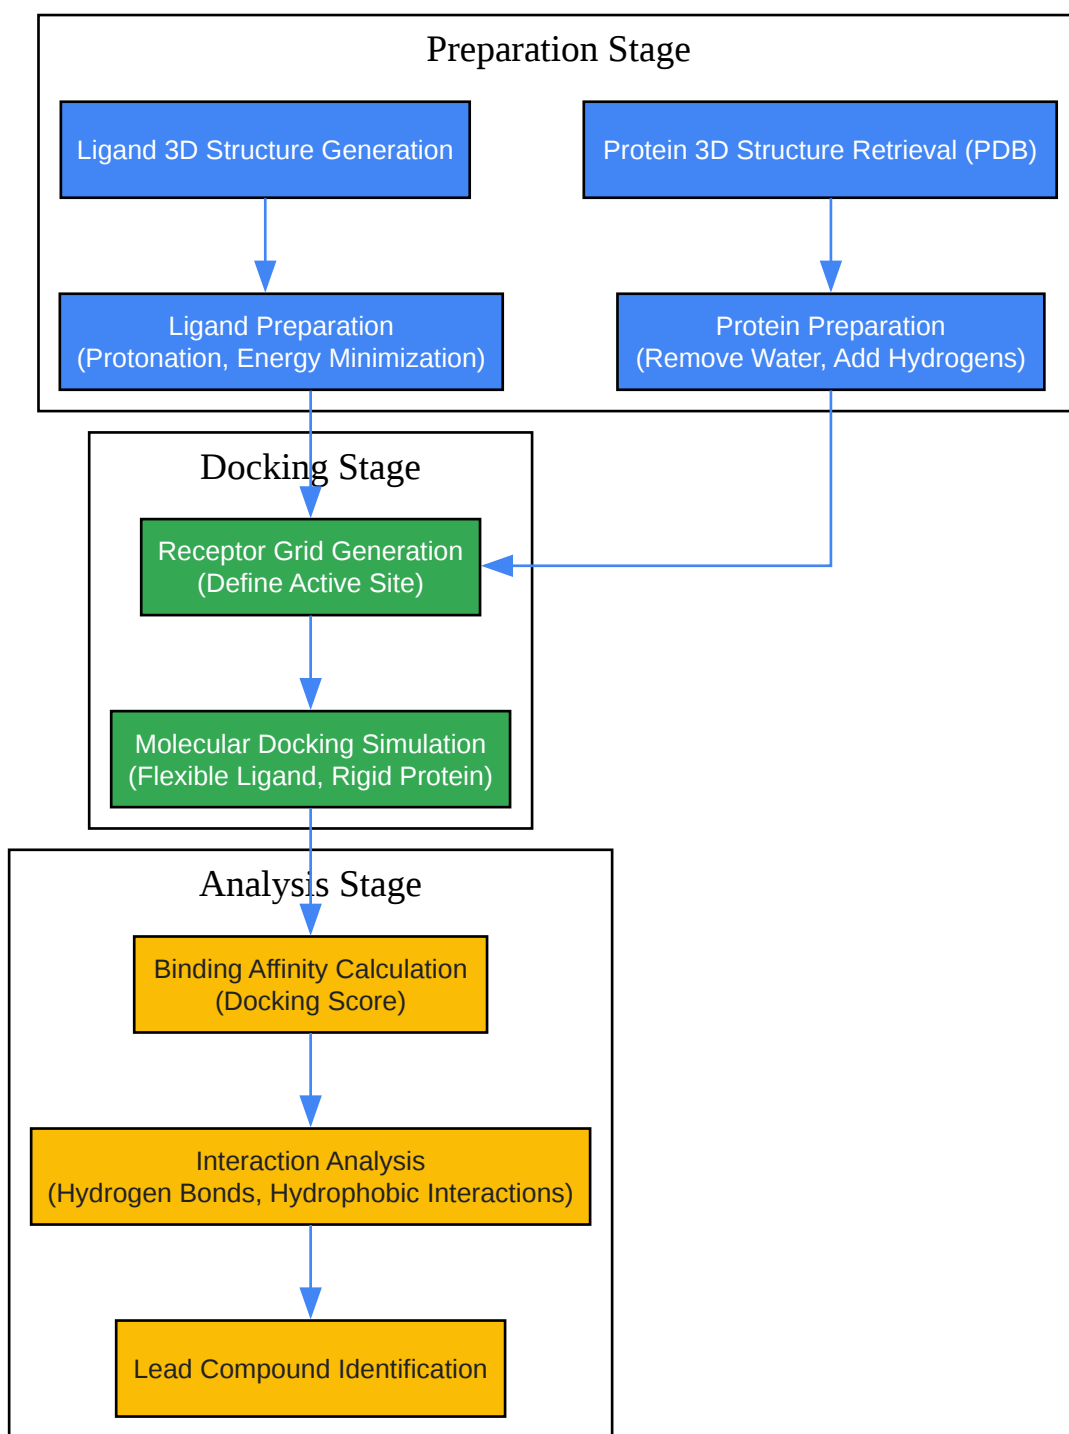 Preparation Stage
Ligand 3D Structure Generation
Protein 3D Structure Retrieval (PDB)
Ligand Preparation
(Protonation, Energy Minimization)
Protein Preparation
(Remove Water, Add Hydrogens)
Docking Stage
Receptor Grid Generation
(Define Active Site)
Molecular Docking Simulation
(Flexible Ligand, Rigid Protein)
Analysis Stage
Binding Affinity Calculation
(Docking Score)
Interaction Analysis
(Hydrogen Bonds, Hydrophobic Interactions)
Lead Compound Identification